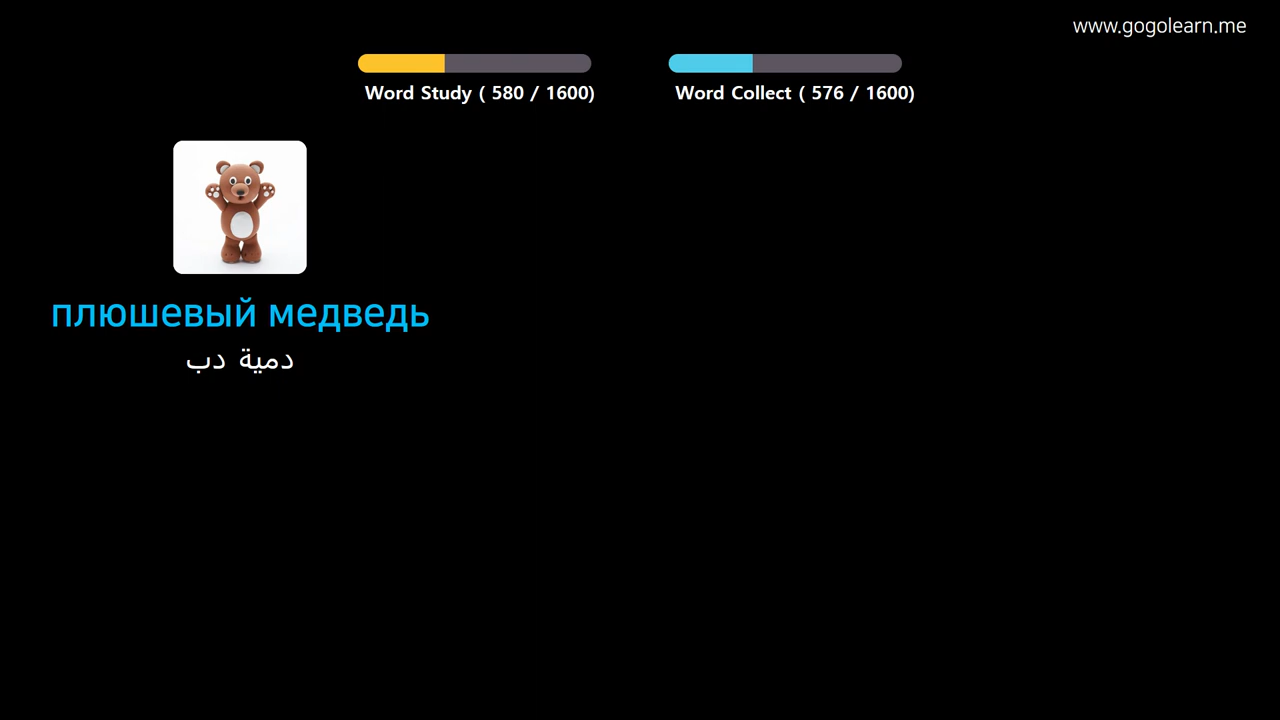 www.gogolearn.me
Word Study ( 580 / 1600)
Word Collect ( 576 / 1600)
плюшевый медведь
دمية دب